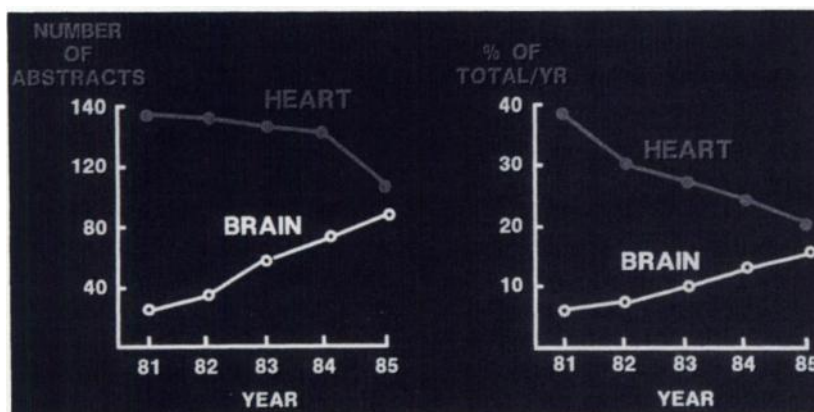 NUMBER
OF
ABSTRACTS
140
120
80
40
HEART
BRAIN
81 82 83 84 85
YEAR
% OF
TOTAL/YR
40
30
20
10
HEART
BRAIN
81 82 83 84 85
YEAR